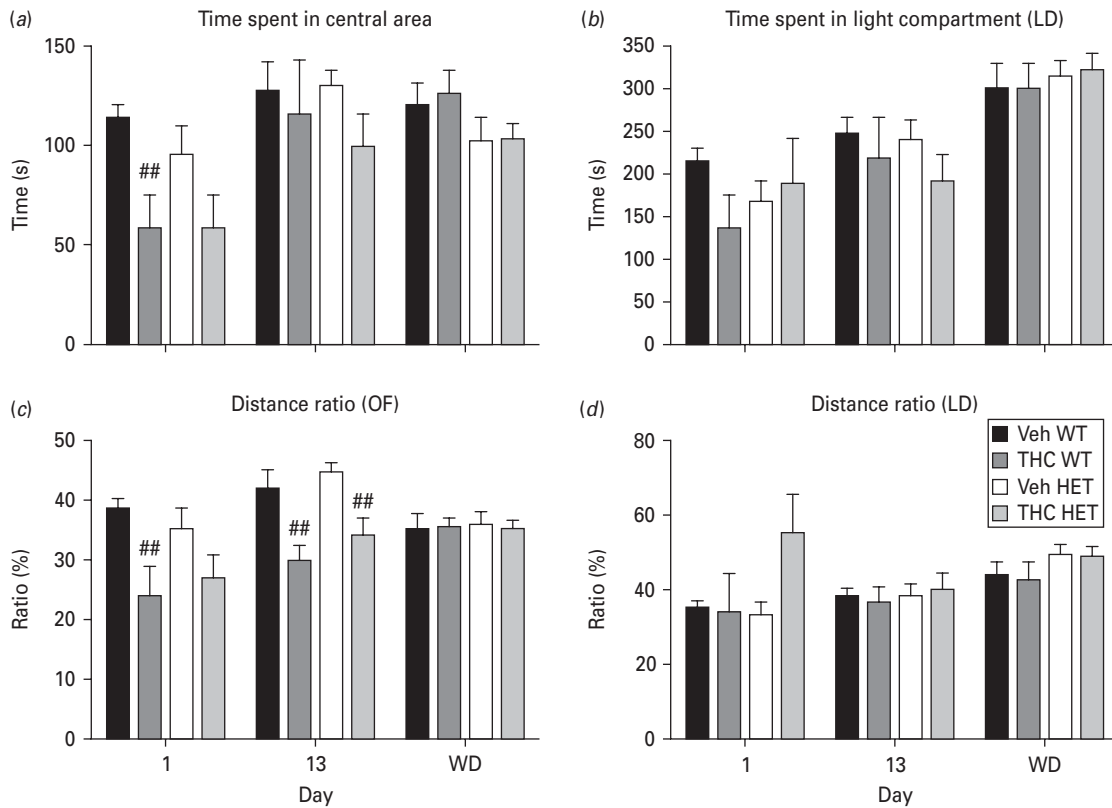 (a) Time spent in central area
150
100
50
0
Time (s)
##
(b) Time spent in light compartment (LD)
350
300
250
200
150
100
50
0
Time (s)
(c) Distance ratio (OF)
50
40
30
20
10
0
Ratio (%)
##
##
##
1 13 WD
Day
(d) Distance ratio (LD)
80
60
40
20
0
Ratio (%)
Veh WT
THC WT
Veh HET
THC HET
1 13 WD
Day